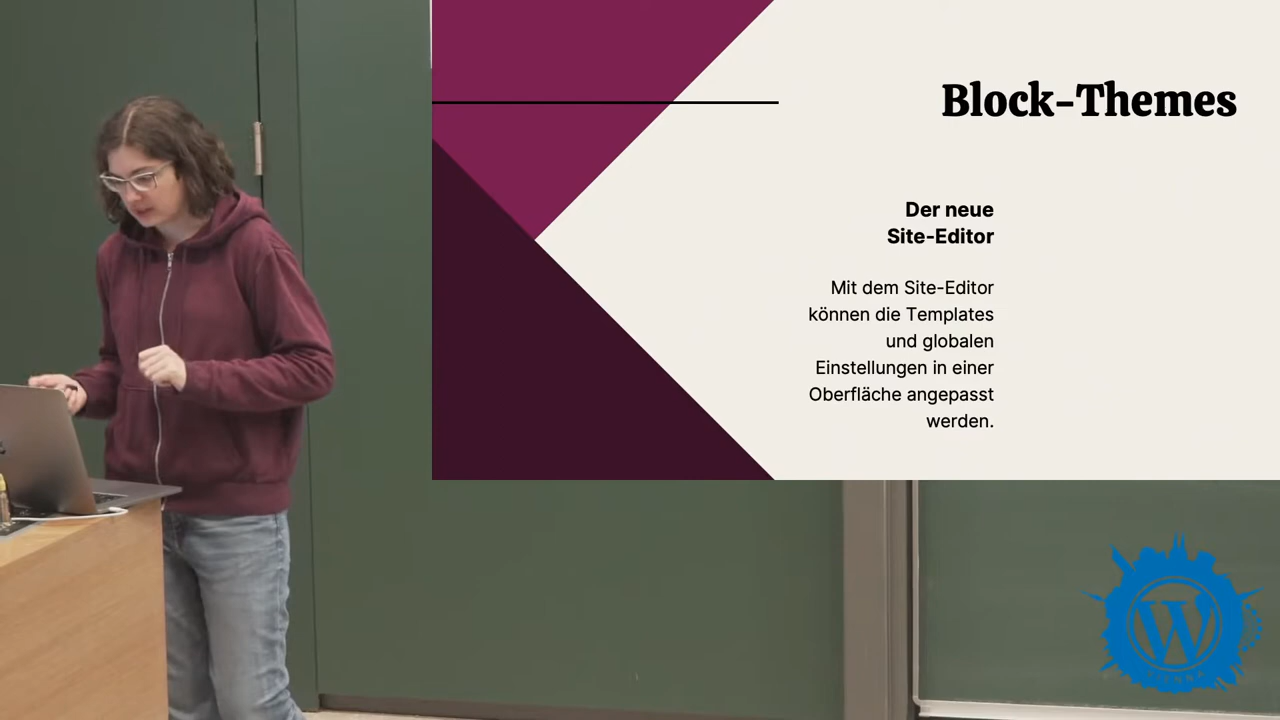 Block-Themes
Der neue
Site-Editor
Mit dem Site-Editor
können die Templates
und globalen
Einstellungen in einer
Oberfläche angepasst
werden.
W
VIENNA